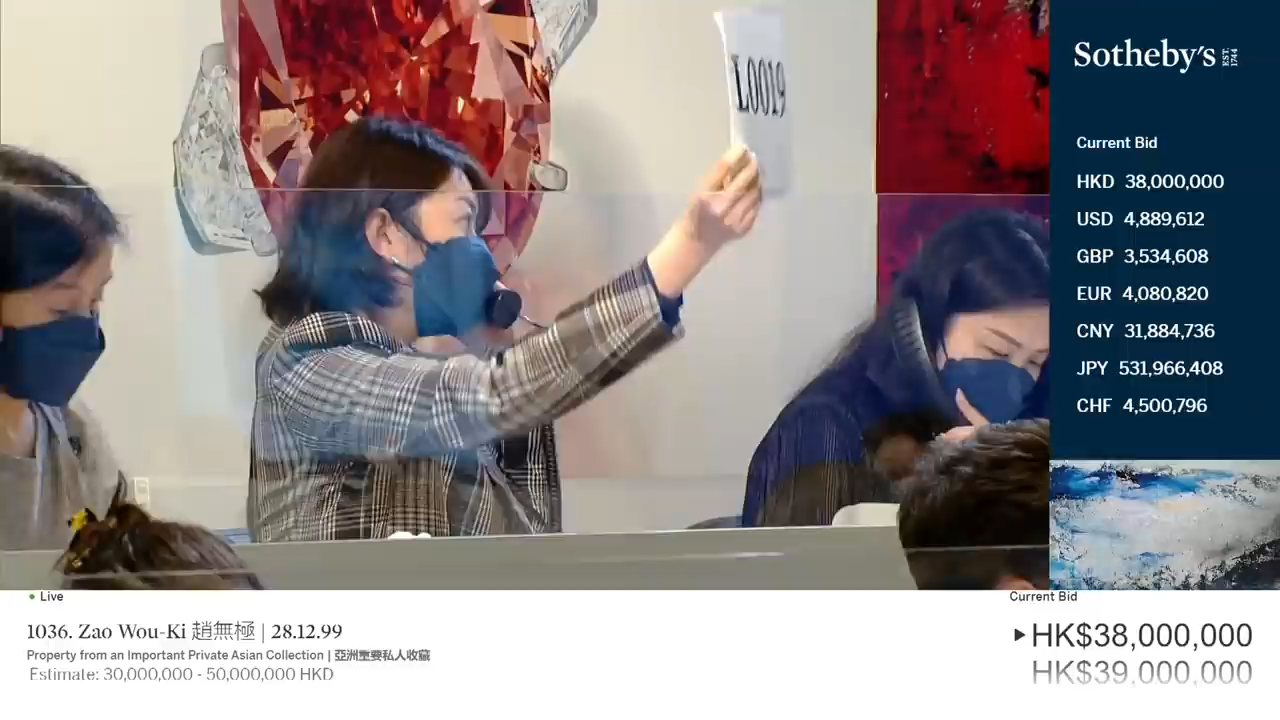 L0019
Sotheby's EST. 1744
Current Bid
HKD 38,000,000
USD 4,889,612
GBP 3,534,608
EUR 4,080,820
CNY 31,884,736
JPY 531,966,408
CHF 4,500,796
Live
Current Bid
1036. Zao Wou-Ki 趙無極 | 28.12.99
HK$38,000,000
Property from an Important Private Asian Collection | 亞洲重要私人收藏
Estimate: 30,000,000 - 50,000,000 HKD
HK$39,000,000